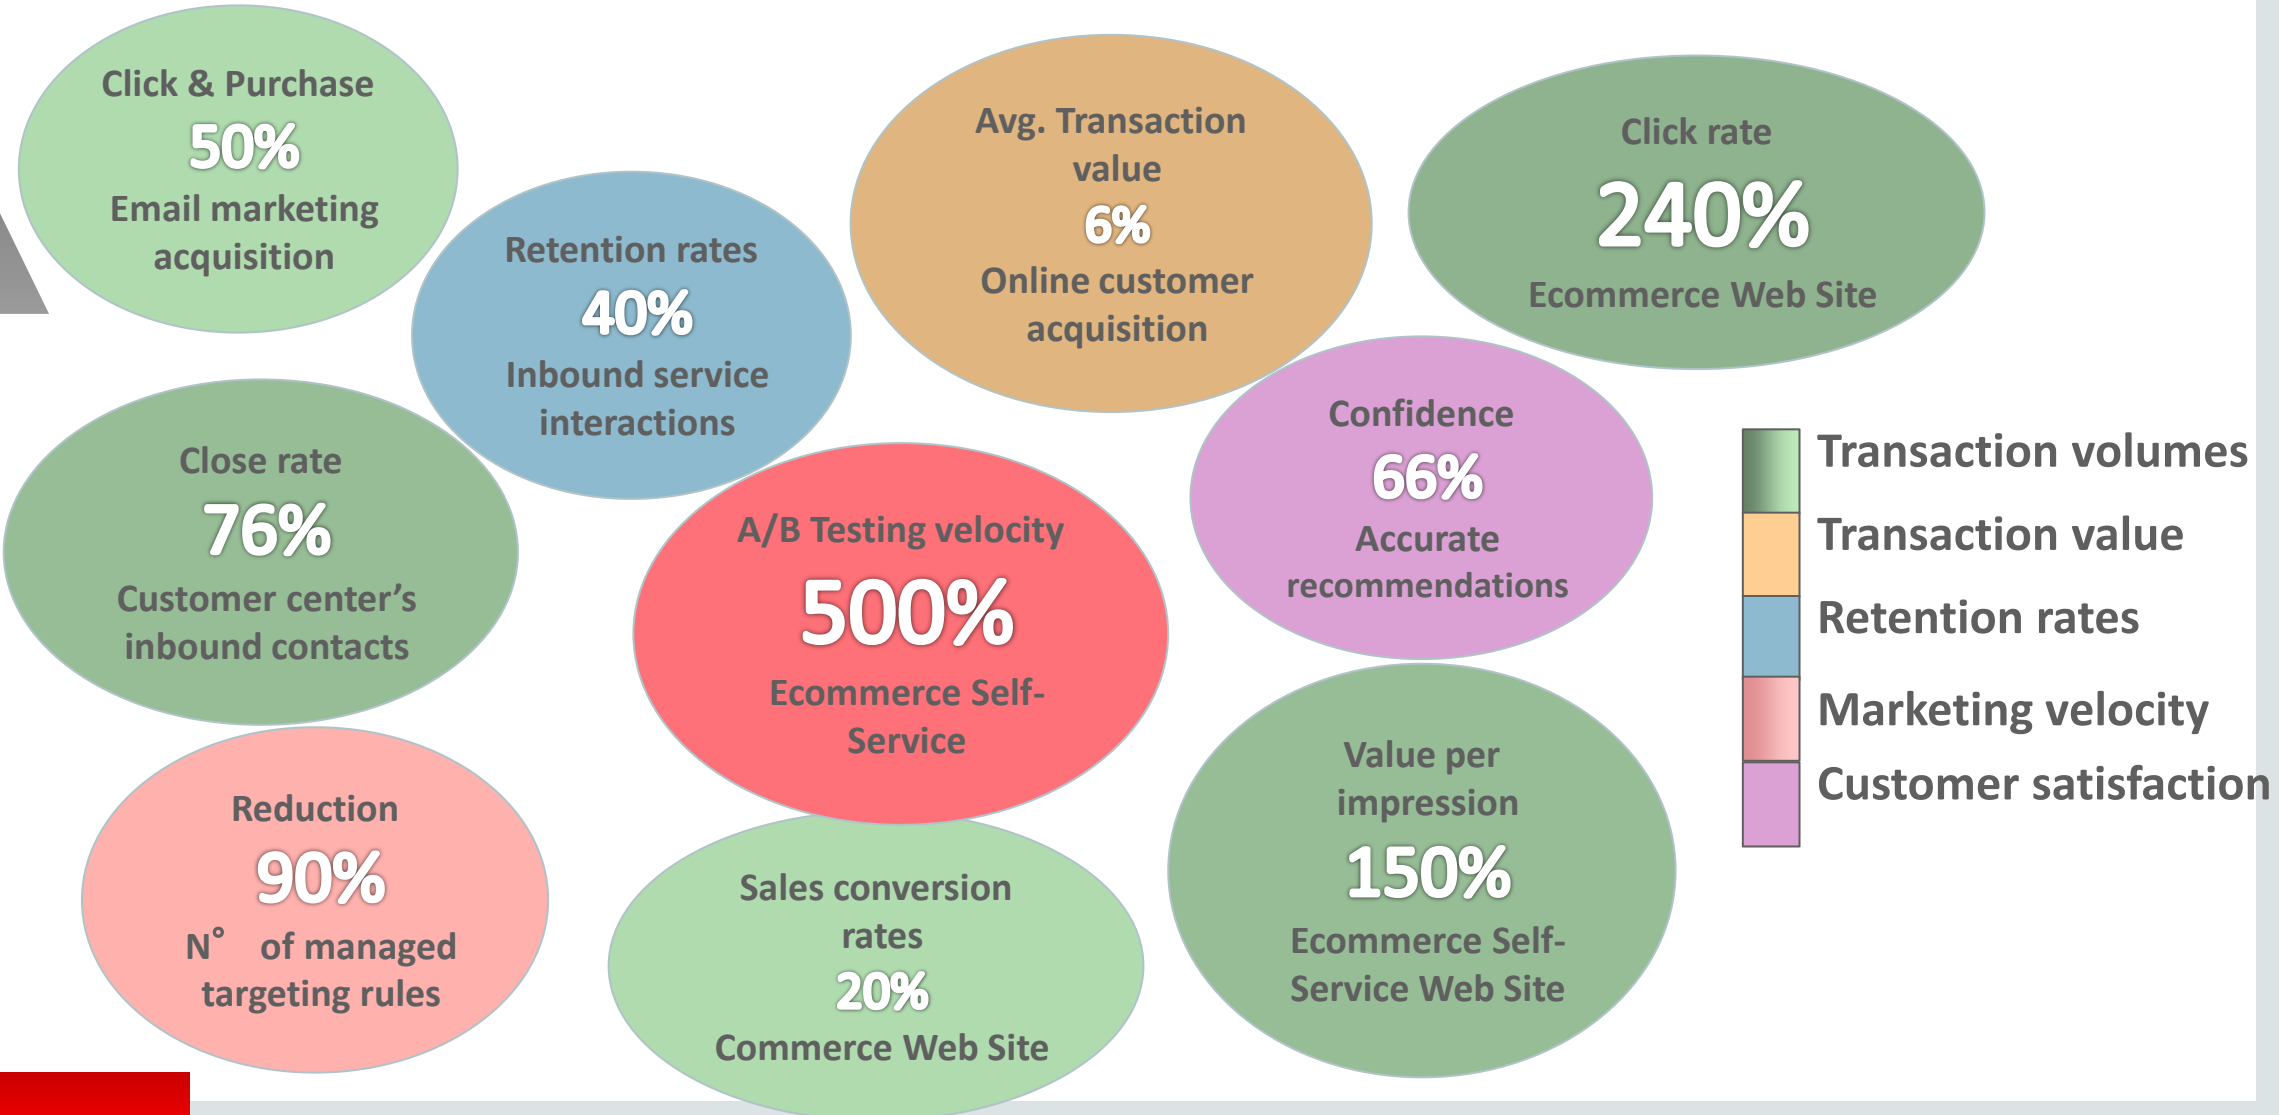 Click & Purchase
50%
Email marketing
acquisition
Retention rates
40%
Inbound service
interactions
Avg. Transaction
value
6%
Online customer
acquisition
Click rate
240%
Ecommerce Web Site
Close rate
76%
Customer center’s
inbound contacts
A/B Testing velocity
500%
Ecommerce Self-
Service
Confidence
66%
Accurate
recommendations
Reduction
90%
N° of managed
targeting rules
Sales conversion
rates
20%
Commerce Web Site
Value per
impression
150%
Ecommerce Self-
Service Web Site
Transaction volumes
Transaction value
Retention rates
Marketing velocity
Customer satisfaction